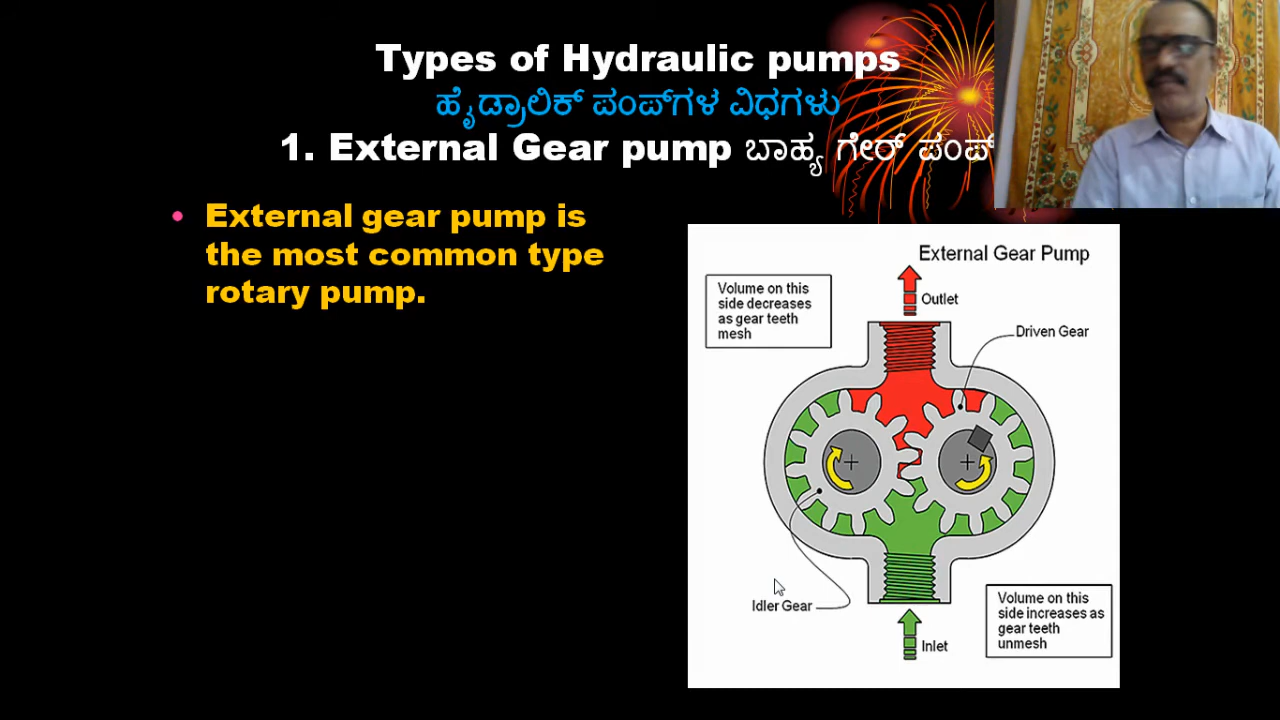 Types of Hydraulic pumps
ಹೈಡ್ರಾಲಿಕ್ ಪಂಪ್‌ಗಳ ವಿಧಗಳು
1. External Gear pump ಬಾಹ್ಯ ಗೇರ್ ಪಂಪ್
• External gear pump is
the most common type
rotary pump.
External Gear Pump
Volume on this
side decreases
as gear teeth
mesh
Outlet
Driven Gear
Idler Gear
Volume on this
side increases as
gear teeth
unmesh
Inlet